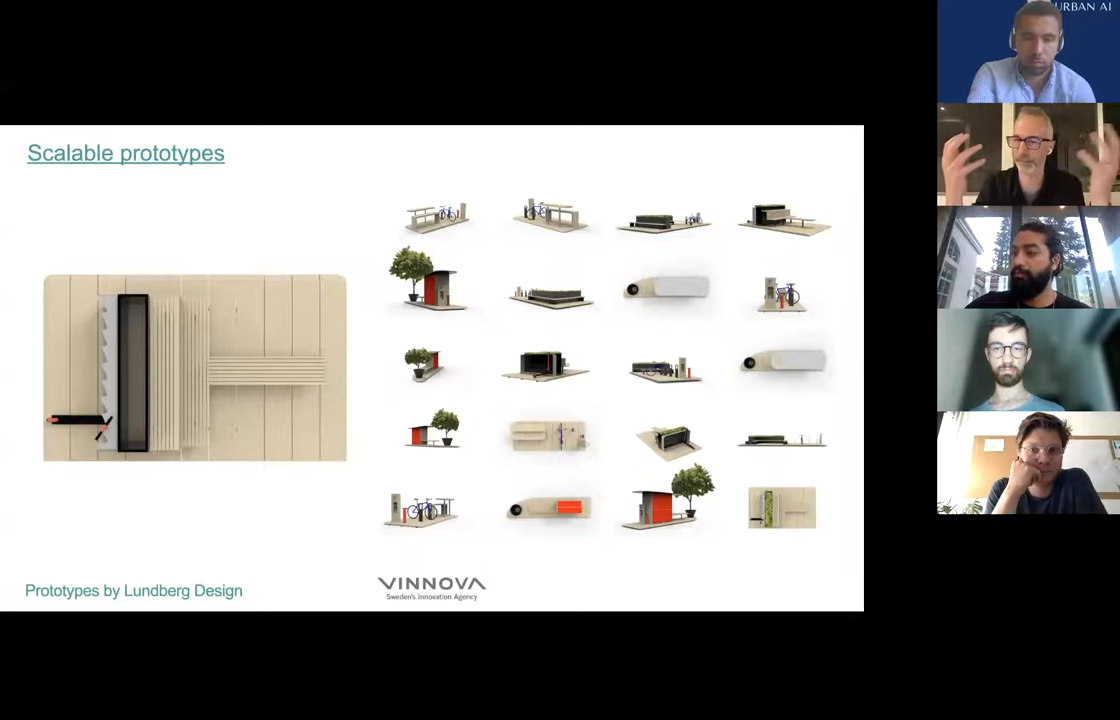 URBAN AI
Scalable prototypes
Prototypes by Lundberg Design
VINNOVA
Sweden's Innovation Agency